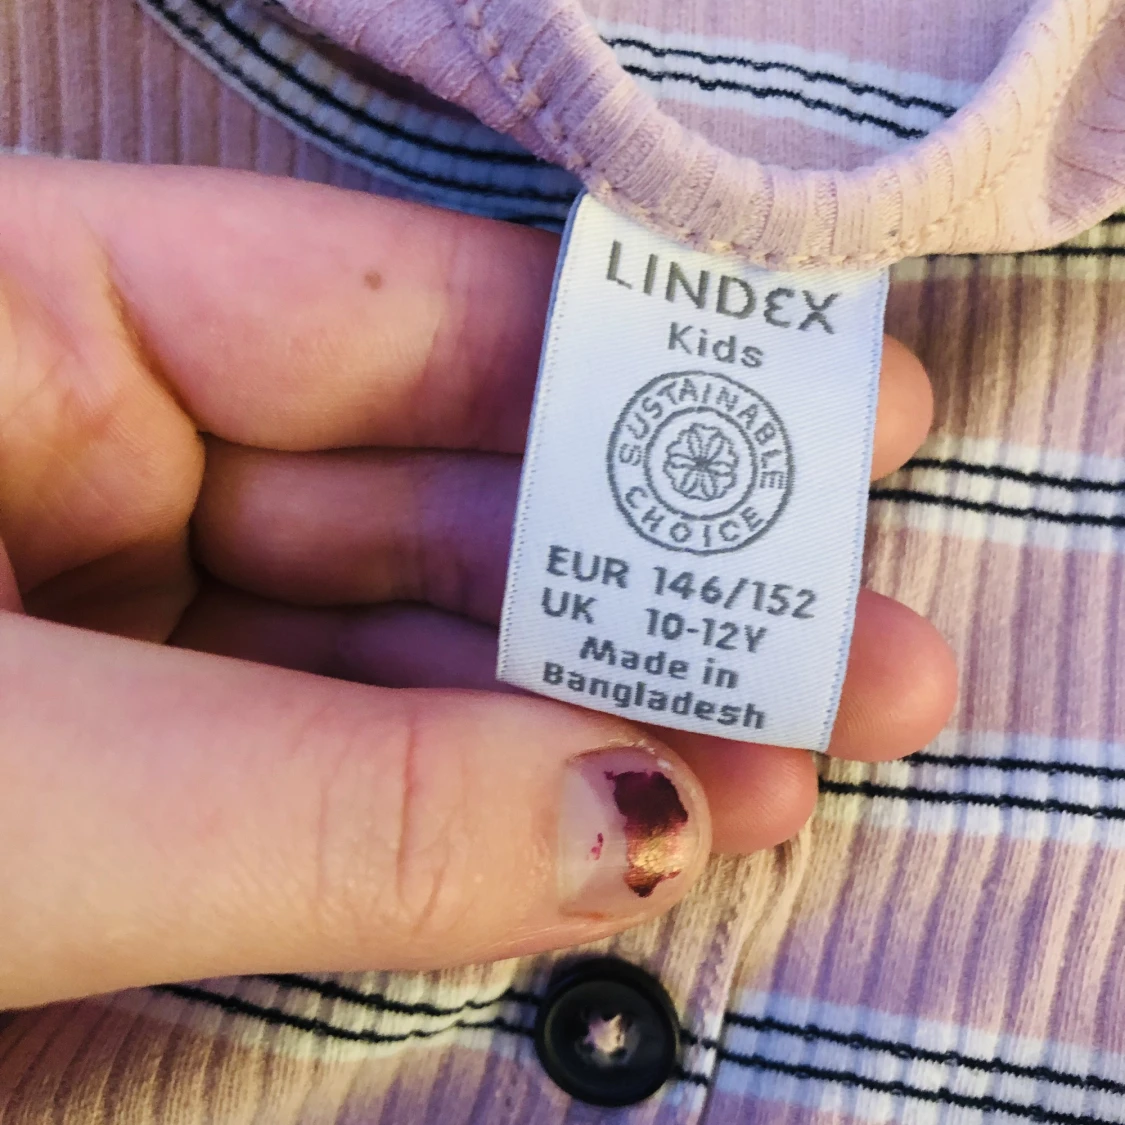 LINDEX
Kids
SUSTAINABLE
CHOICE
EUR 146/152
UK 10-12Y
Made in
Bangladesh